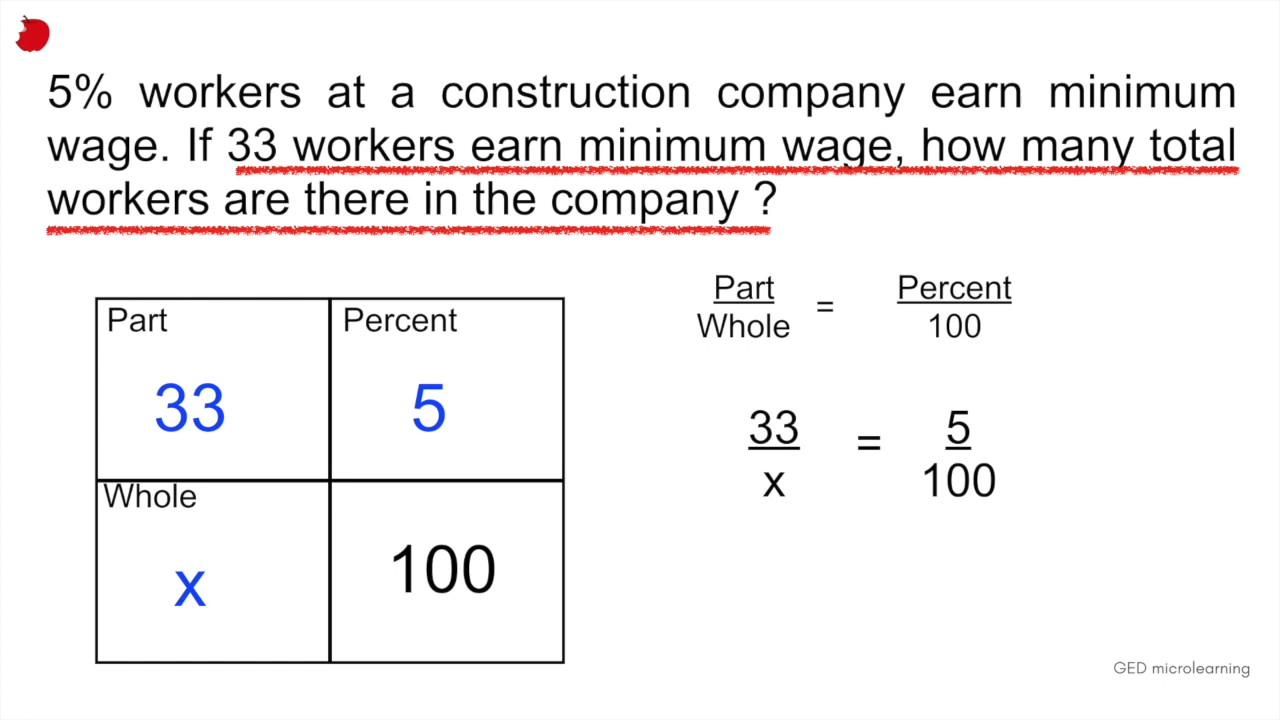 5% workers at a construction company earn minimum
wage. If 33 workers earn minimum wage, how many total
workers are there in the company ?
Part
Percent
33
5
Whole
x
100
Part
Whole
=
Percent
100
33
x
=
5
100
GED microlearning